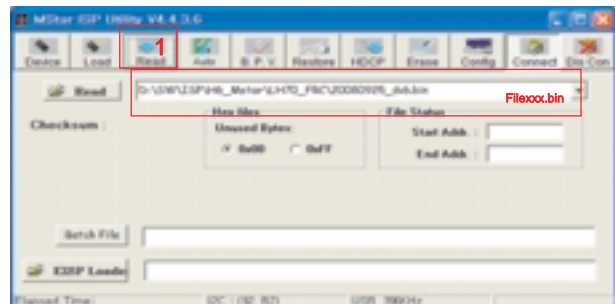 MStar ISP Utility V4.4.3.6
1
Device Load Read Auto B.P.V. Restore HDCP Erase Config Connect Dis Con
Read
Filexxx.bin
Checksum :
Hex files
File Status
Unused Bytes:
Start Addr. :
0x00 0xFF
End Addr. :
Batch File
EISP Loade
Elapsed Time: